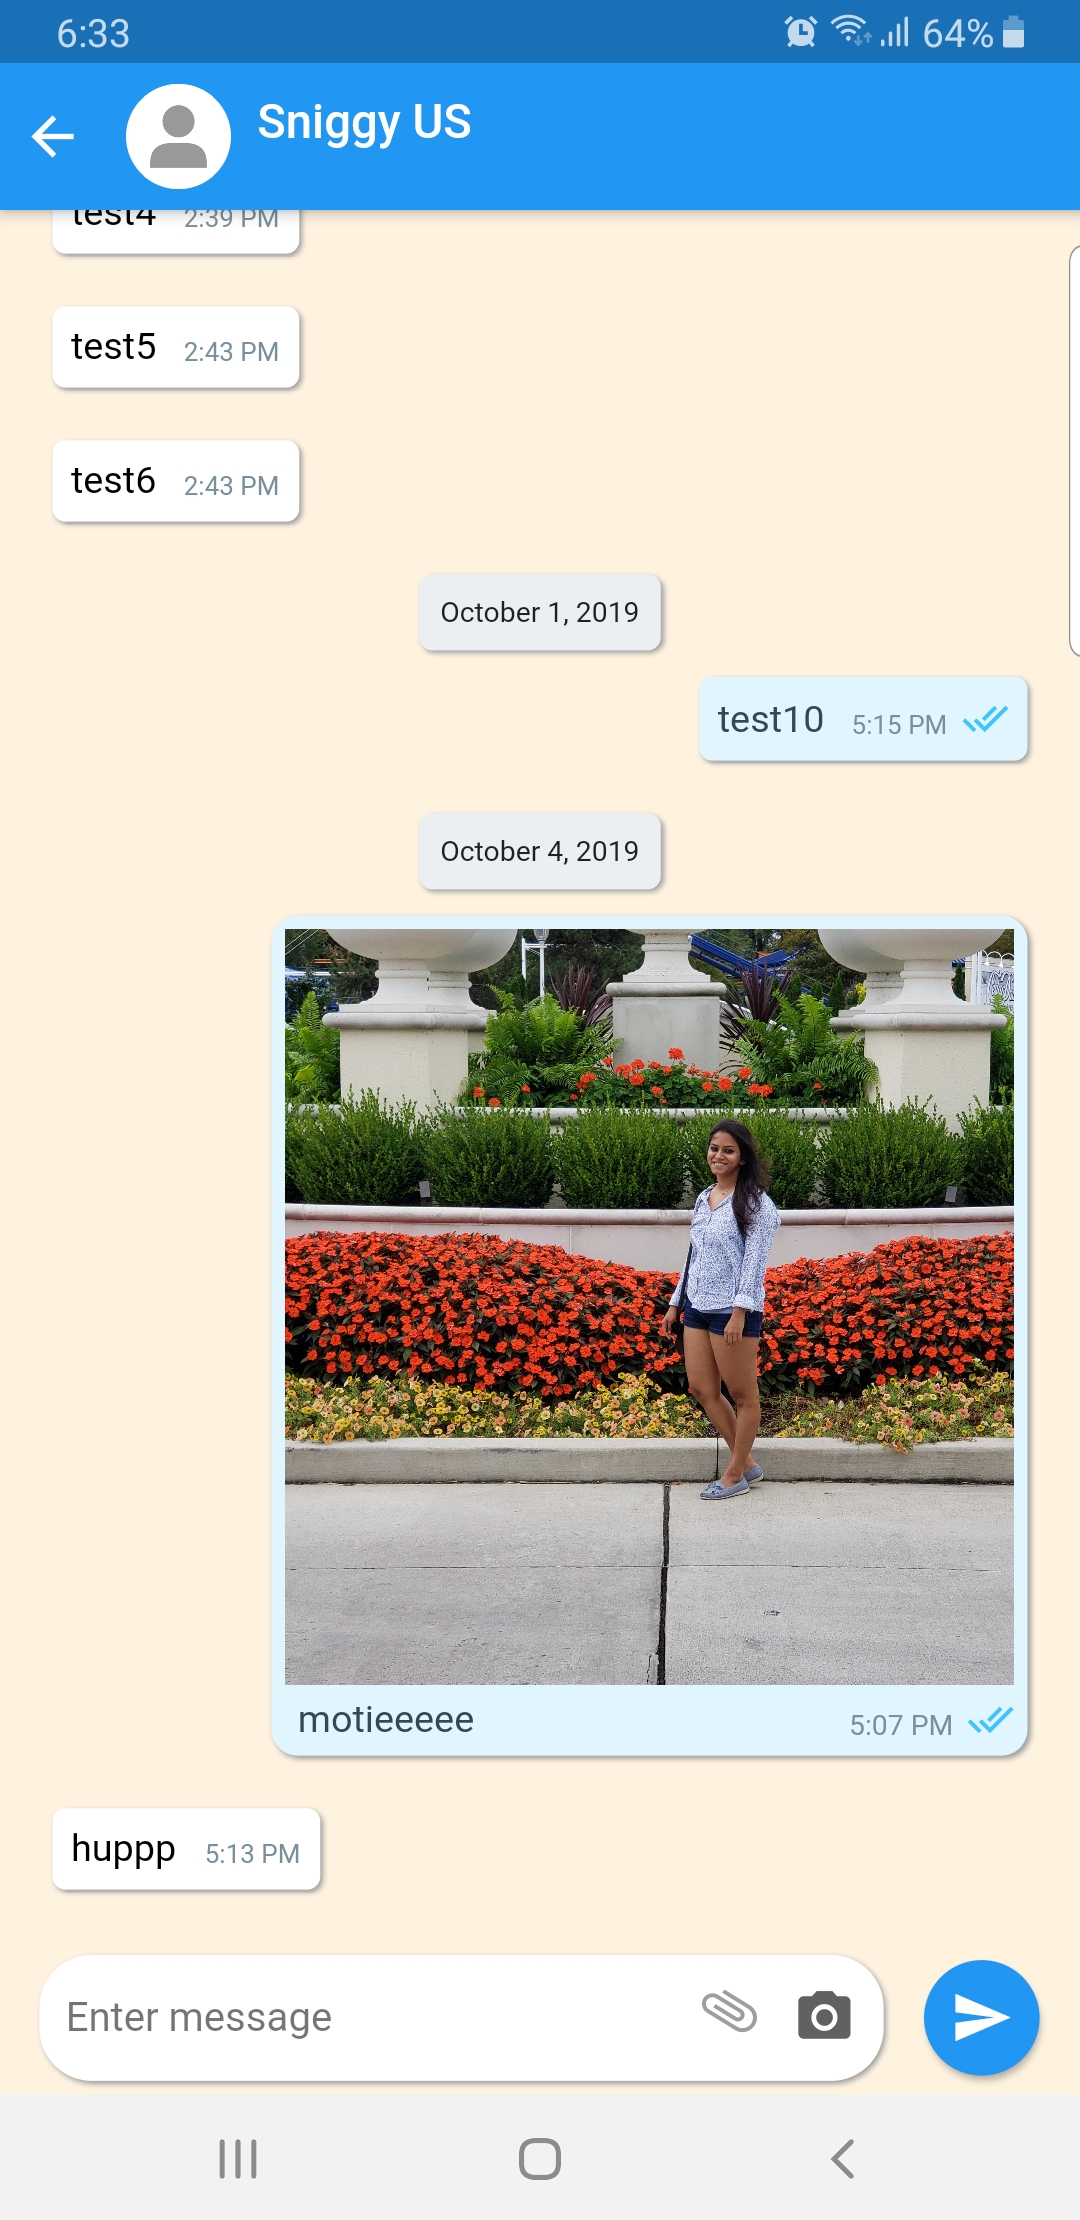 6:33 64%
Sniggy US
test4 2:39 PM
test5 2:43 PM
test6 2:43 PM
October 1, 2019
test10 5:15 PM
October 4, 2019
motieeeee 5:07 PM
huppp 5:13 PM
Enter message